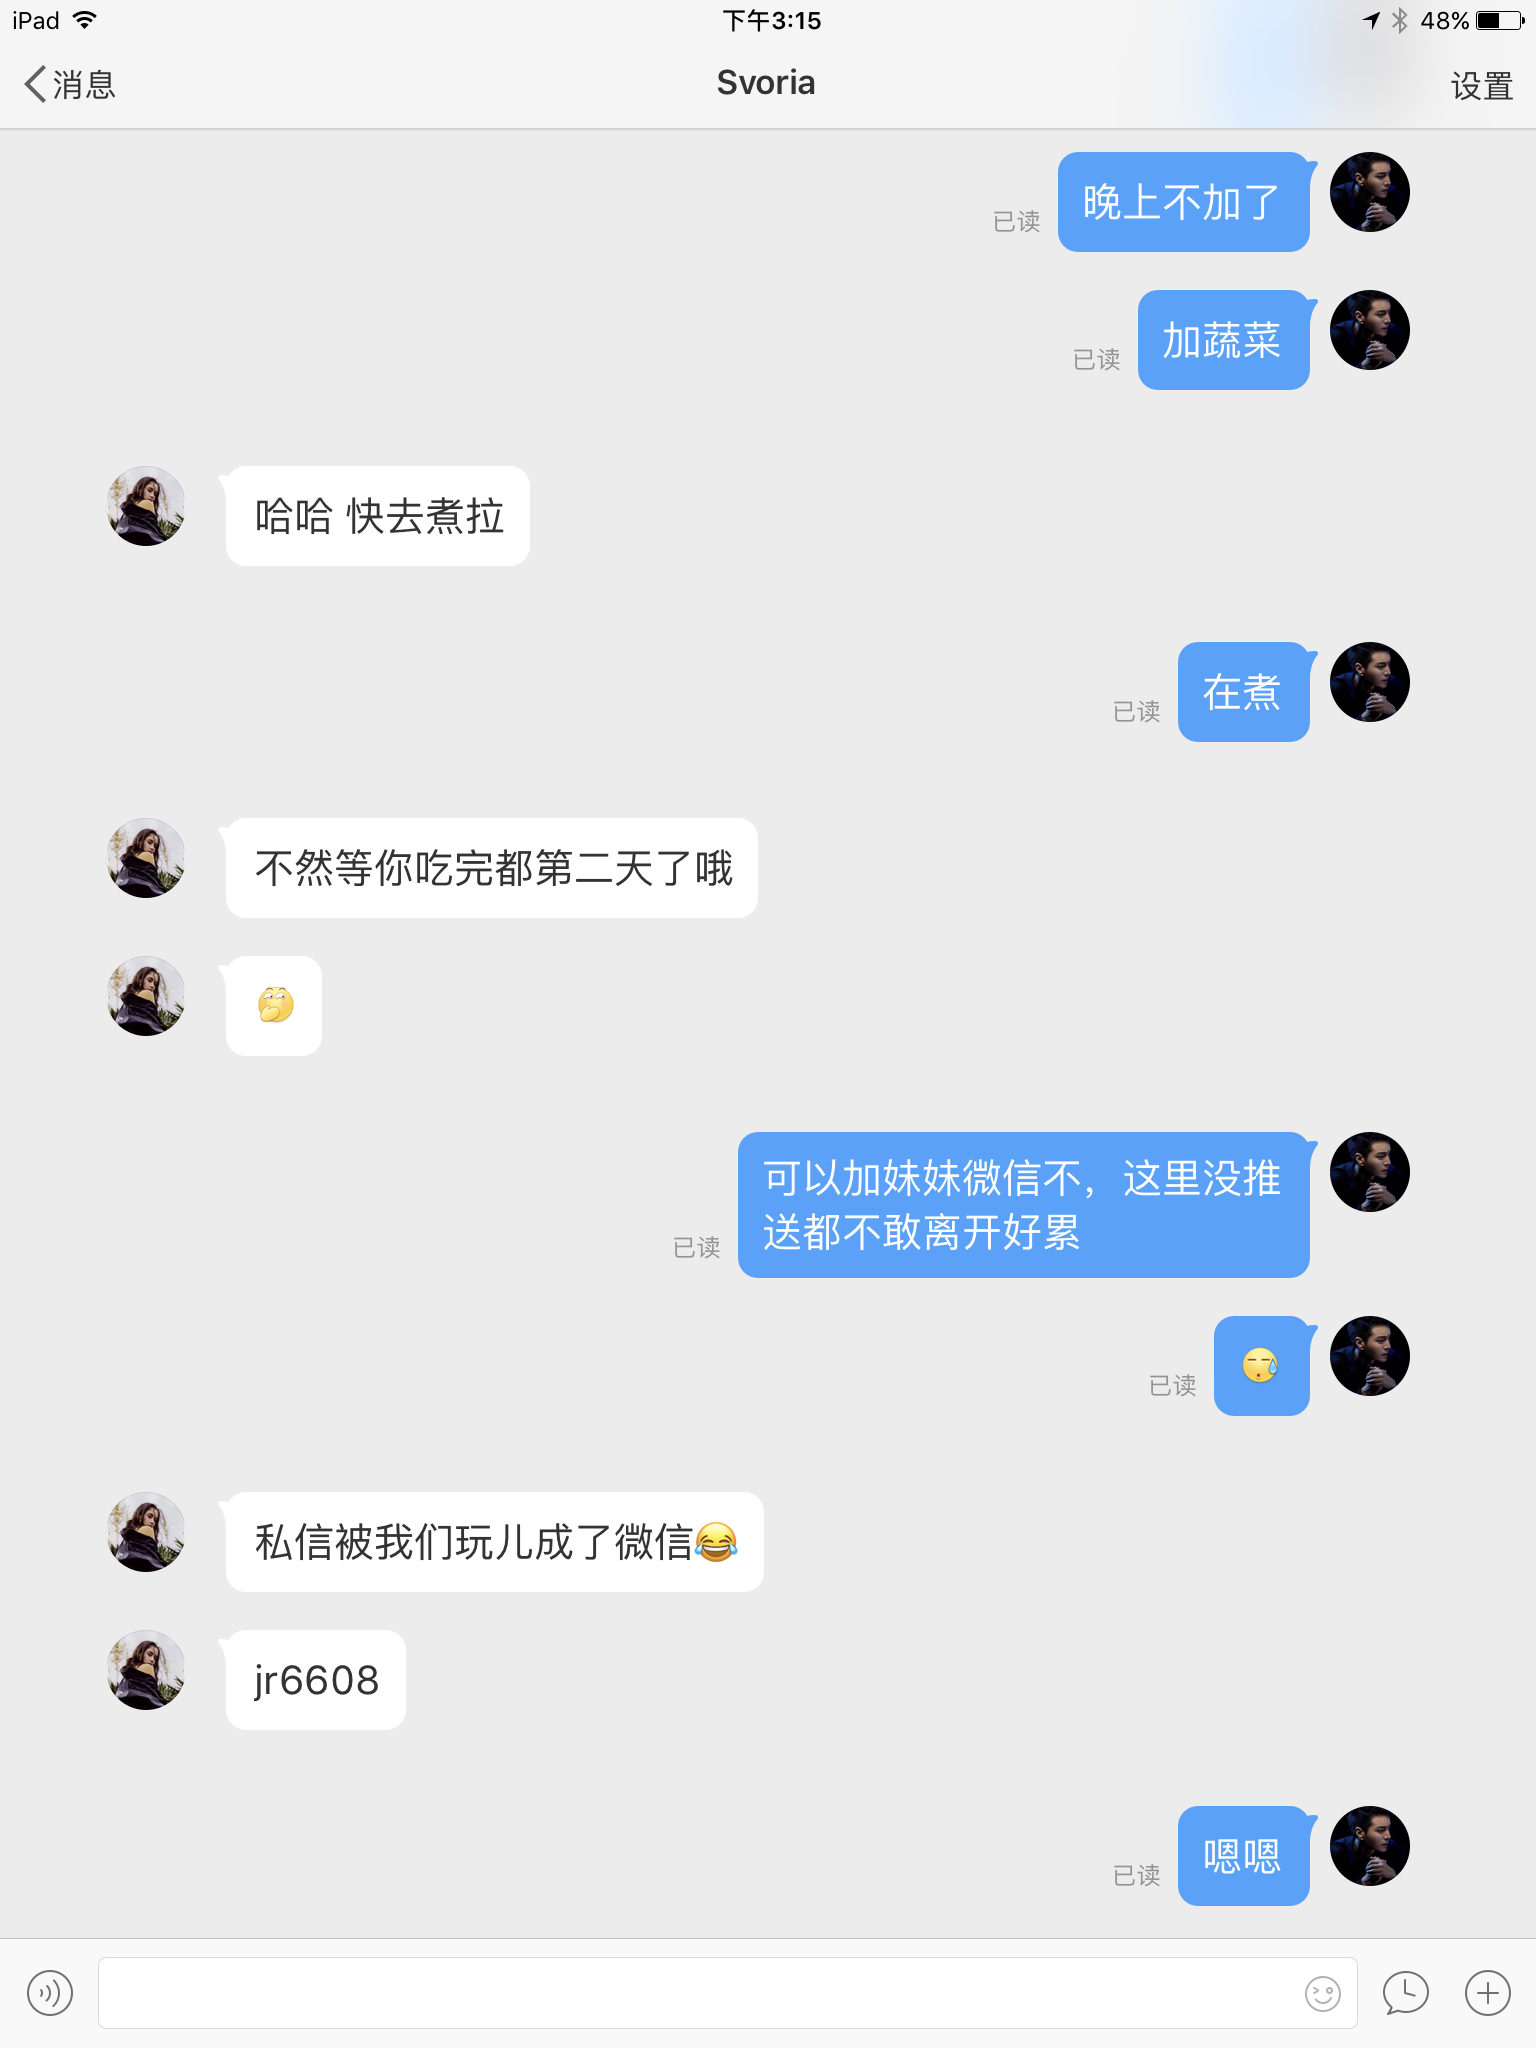 iPad 下午3:15 48%
消息 Svoria 设置
晚上不加了
已读
加蔬菜
已读
哈哈 快去煮拉
在煮
已读
不然等你吃完都第二天了哦
可以加妹妹微信不，这里没推
送都不敢离开好累
已读
已读
私信被我们玩儿成了微信😂
jr6608
嗯嗯
已读